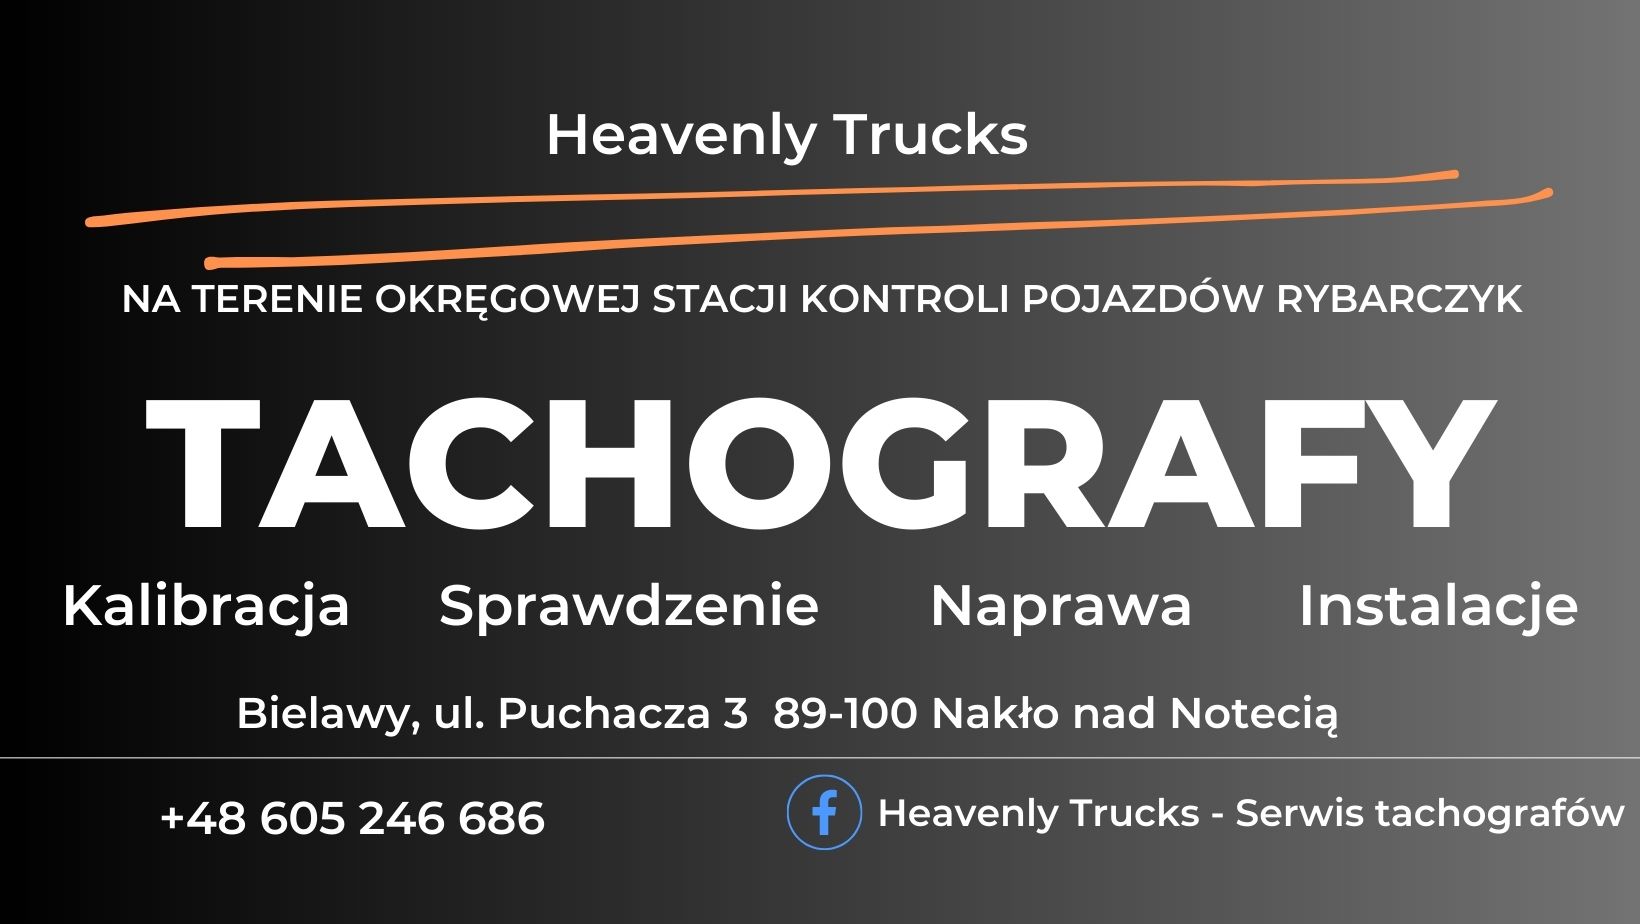 Heavenly Trucks
NA TERENIE OKRĘGOWEJ STACJI KONTROLI POJAZDÓW RYBARCZYK
TACHOGRAFY
Kalibracja Sprawdzenie Naprawa Instalacje
Bielawy, ul. Puchacza 3 89-100 Nakło nad Notecią
+48 605 246 686 Heavenly Trucks - Serwis tachografów